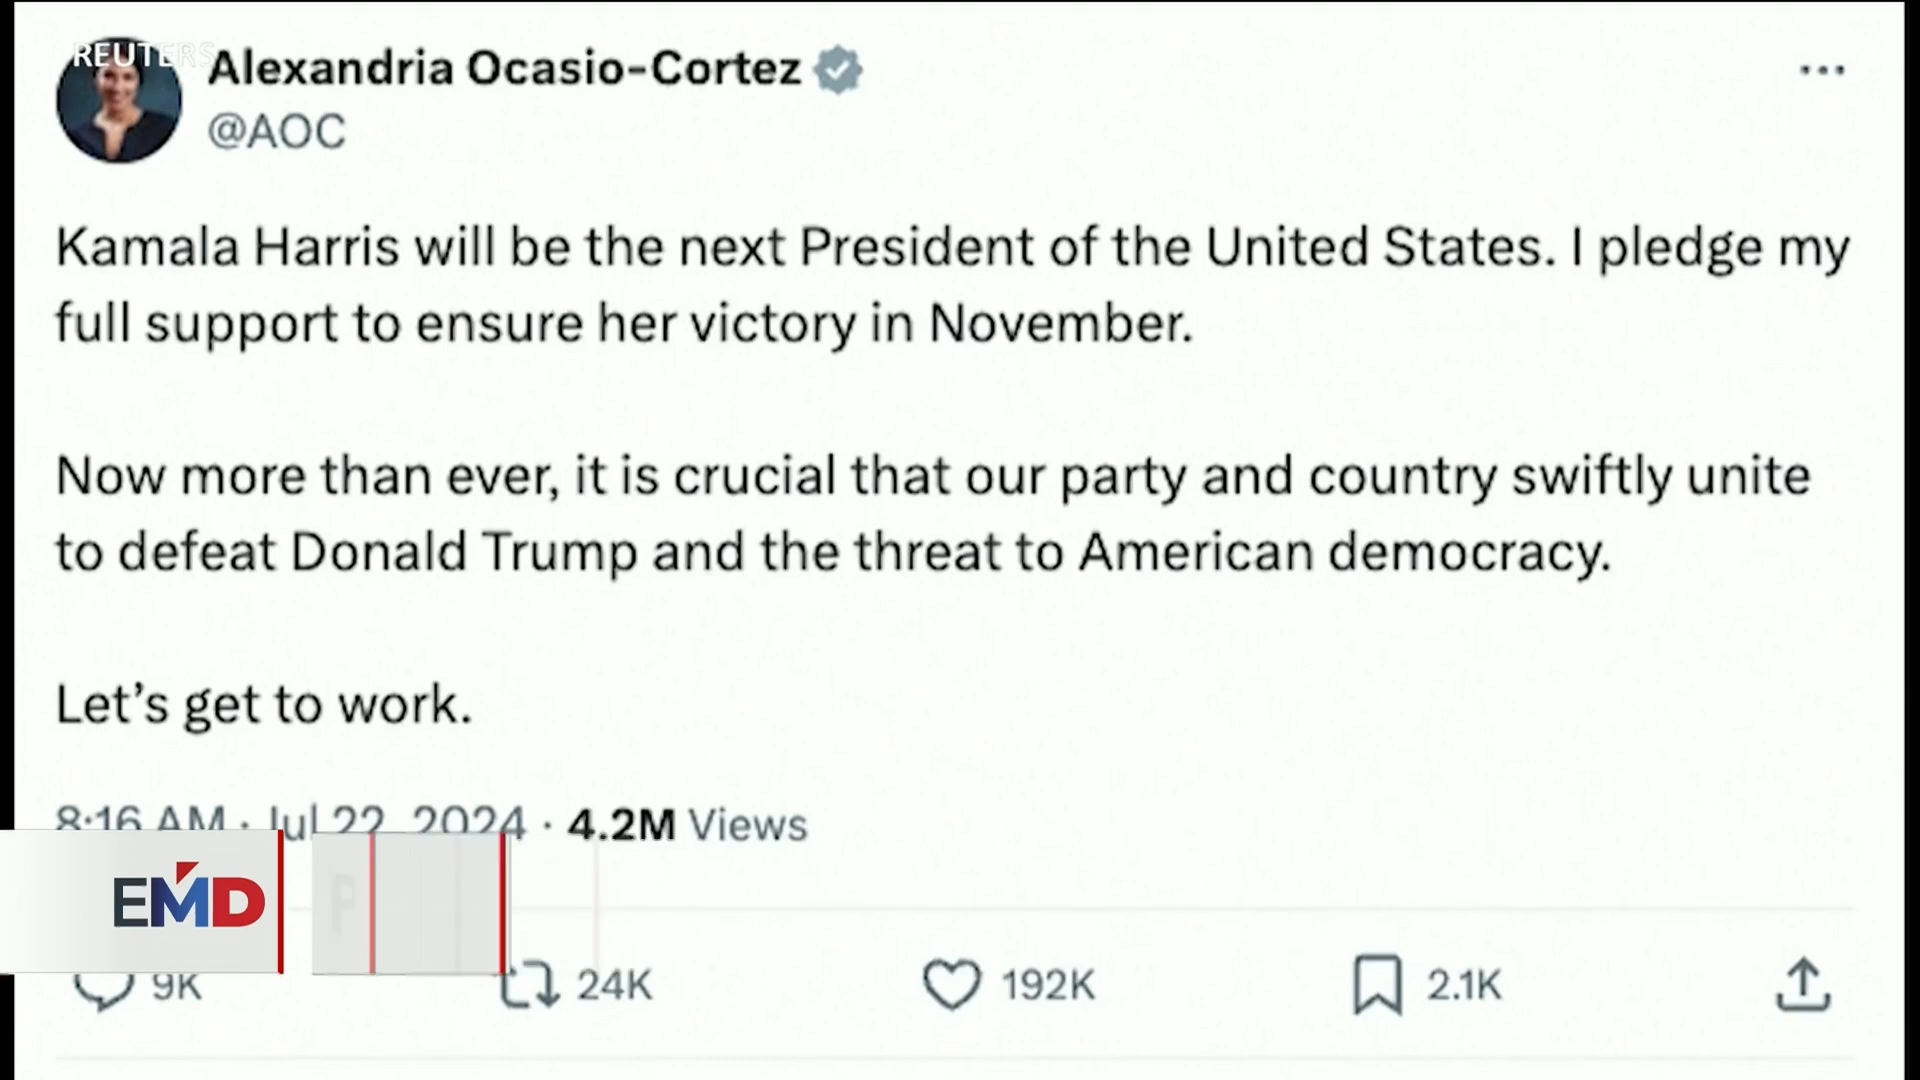 REUTERS
Alexandria Ocasio-Cortez
@AOC
Kamala Harris will be the next President of the United States. I pledge my
full support to ensure her victory in November.
Now more than ever, it is crucial that our party and country swiftly unite
to defeat Donald Trump and the threat to American democracy.
Let’s get to work.
8:16 AM · Jul 22, 2024 · 4.2M Views
EMD
9K
24K
192K
2.1K